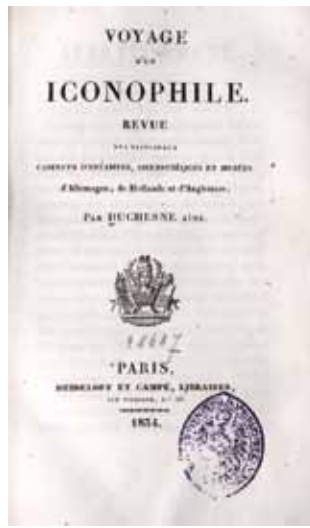 VOYAGE
D'UN
ICONOPHILE.
REVUE
DES PRINCIPAUX
CABINETS D'ESTAMPES, BIBLIOTHÈQUES ET MUSÉES
d'Allemagne, de Hollande et d'Angleterre.
PAR DUCHESNE AÎNÉ.
PARIS,
HEIDELOFF ET CAMPÉ, LIBRAIRES,
1834.